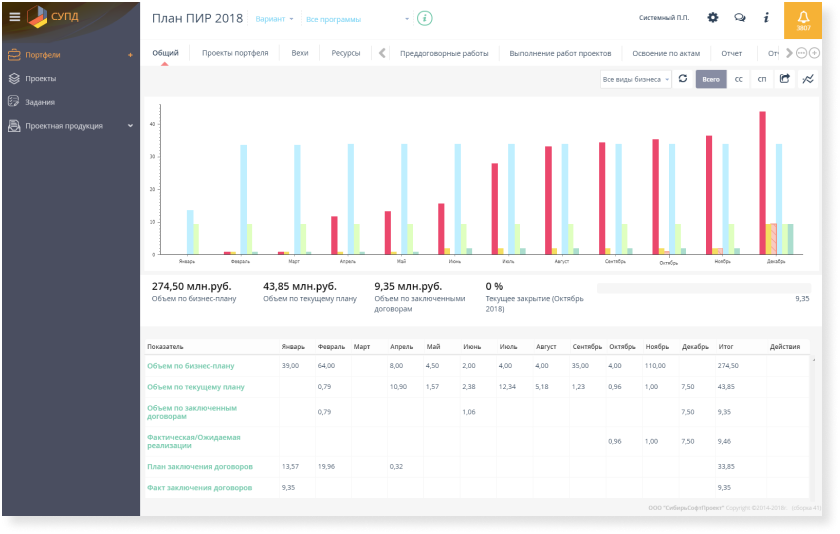 СУПД
План ПИР 2018
Вариант
Все программы
Системный П.П.
3807
Портфели
Проекты
Задания
Проектная продукция
Общий Проекты портфеля Вехи Ресурсы Преддоговорные работы Выполнение работ проектов Освоение по актам Отчет
Все виды бизнеса Всего СС СП
40
30
20
10
0
Январь Февраль Март Апрель Май Июнь Июль Август Сентябрь Октябрь Ноябрь Декабрь
274,50 млн.руб. 43,85 млн.руб. 9,35 млн.руб. 0 %
Объем по бизнес-плану Объем по текущему плану Объем по заключенными Текущее закрытие (Октябрь 9,35
договорам 2018)
Показатель Январь Февраль Март Апрель Май Июнь Июль Август Сентябрь Октябрь Ноябрь Декабрь Итог Действия
Объем по бизнес-плану 39,00 64,00 8,00 4,50 2,00 4,00 4,00 35,00 4,00 110,00 274,50
Объем по текущему плану 0,79 10,90 1,57 2,38 12,34 5,18 1,23 0,96 1,00 7,50 43,85
Объем по заключенным
договорам 0,79 1,06 7,50 9,35
Фактическая/Ожидаемая
реализации 0,96 1,00 7,50 9,46
План заключения договоров 13,57 19,96 0,32 33,85
Факт заключения договоров 9,35 9,35
ООО "СибирьСофтПроект" Copyright ©2014-2018г. (сборка 41)